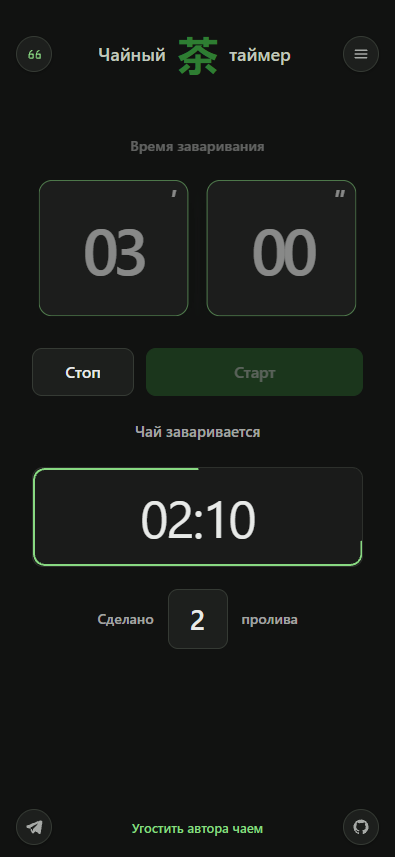 Чайный 茶 таймер
Время заваривания
03 ′ 00 ″
Стоп Старт
Чай заваривается
02:10
Сделано 2 пролива
Угостить автора чаем